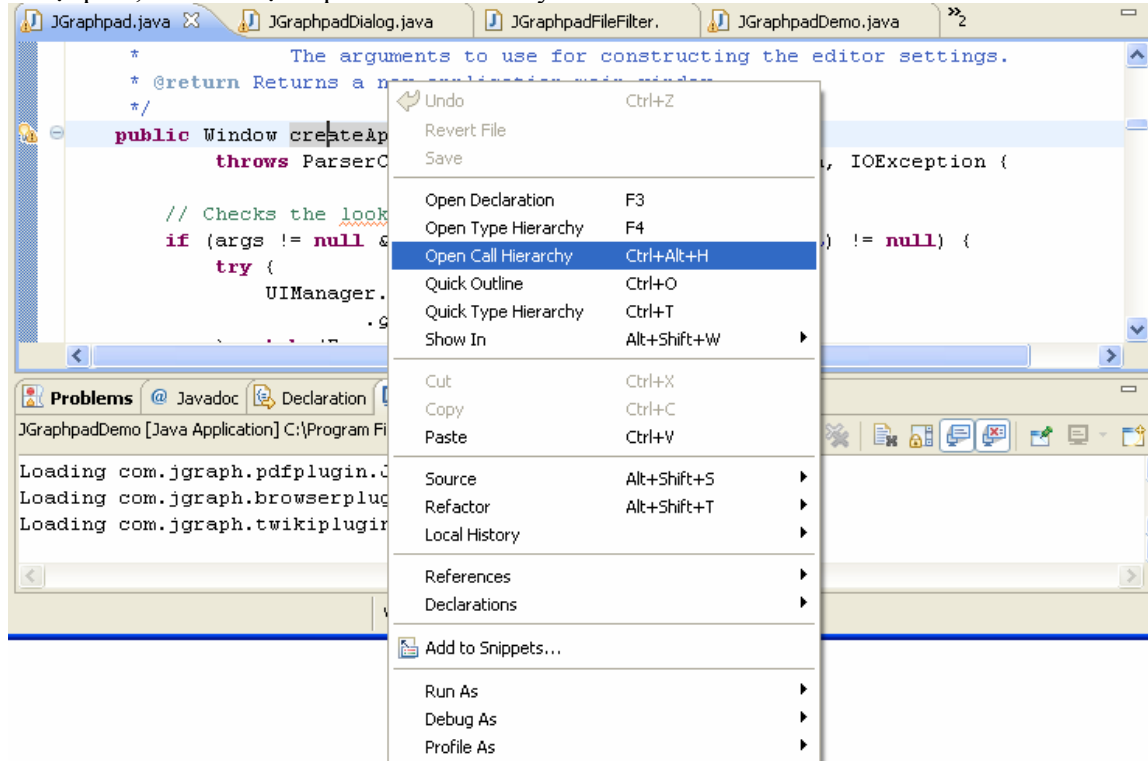 JGraphpad.java JGraphpadDialog.java JGraphpadFileFilter. JGraphpadDemo.java »2
* The arguments to use for constructing the editor settings.
* @return Returns a
*/
public Window createAp
throws ParserC , IOException {
// Checks the look
if (args != null & ) != null) {
try {
UIManager.
.g
Undo Ctrl+Z
Revert File
Save
Open Declaration F3
Open Type Hierarchy F4
Open Call Hierarchy Ctrl+Alt+H
Quick Outline Ctrl+O
Quick Type Hierarchy Ctrl+T
Show In Alt+Shift+W
Cut Ctrl+X
Copy Ctrl+C
Paste Ctrl+V
Source Alt+Shift+S
Refactor Alt+Shift+T
Local History
References
Declarations
Add to Snippets...
Run As
Debug As
Profile As
Problems @ Javadoc Declaration
JGraphpadDemo [Java Application] C:\Program Fi
Loading com.jgraph.pdfplugin.J
Loading com.jgraph.browserplug
Loading com.jgraph.twikiplugin